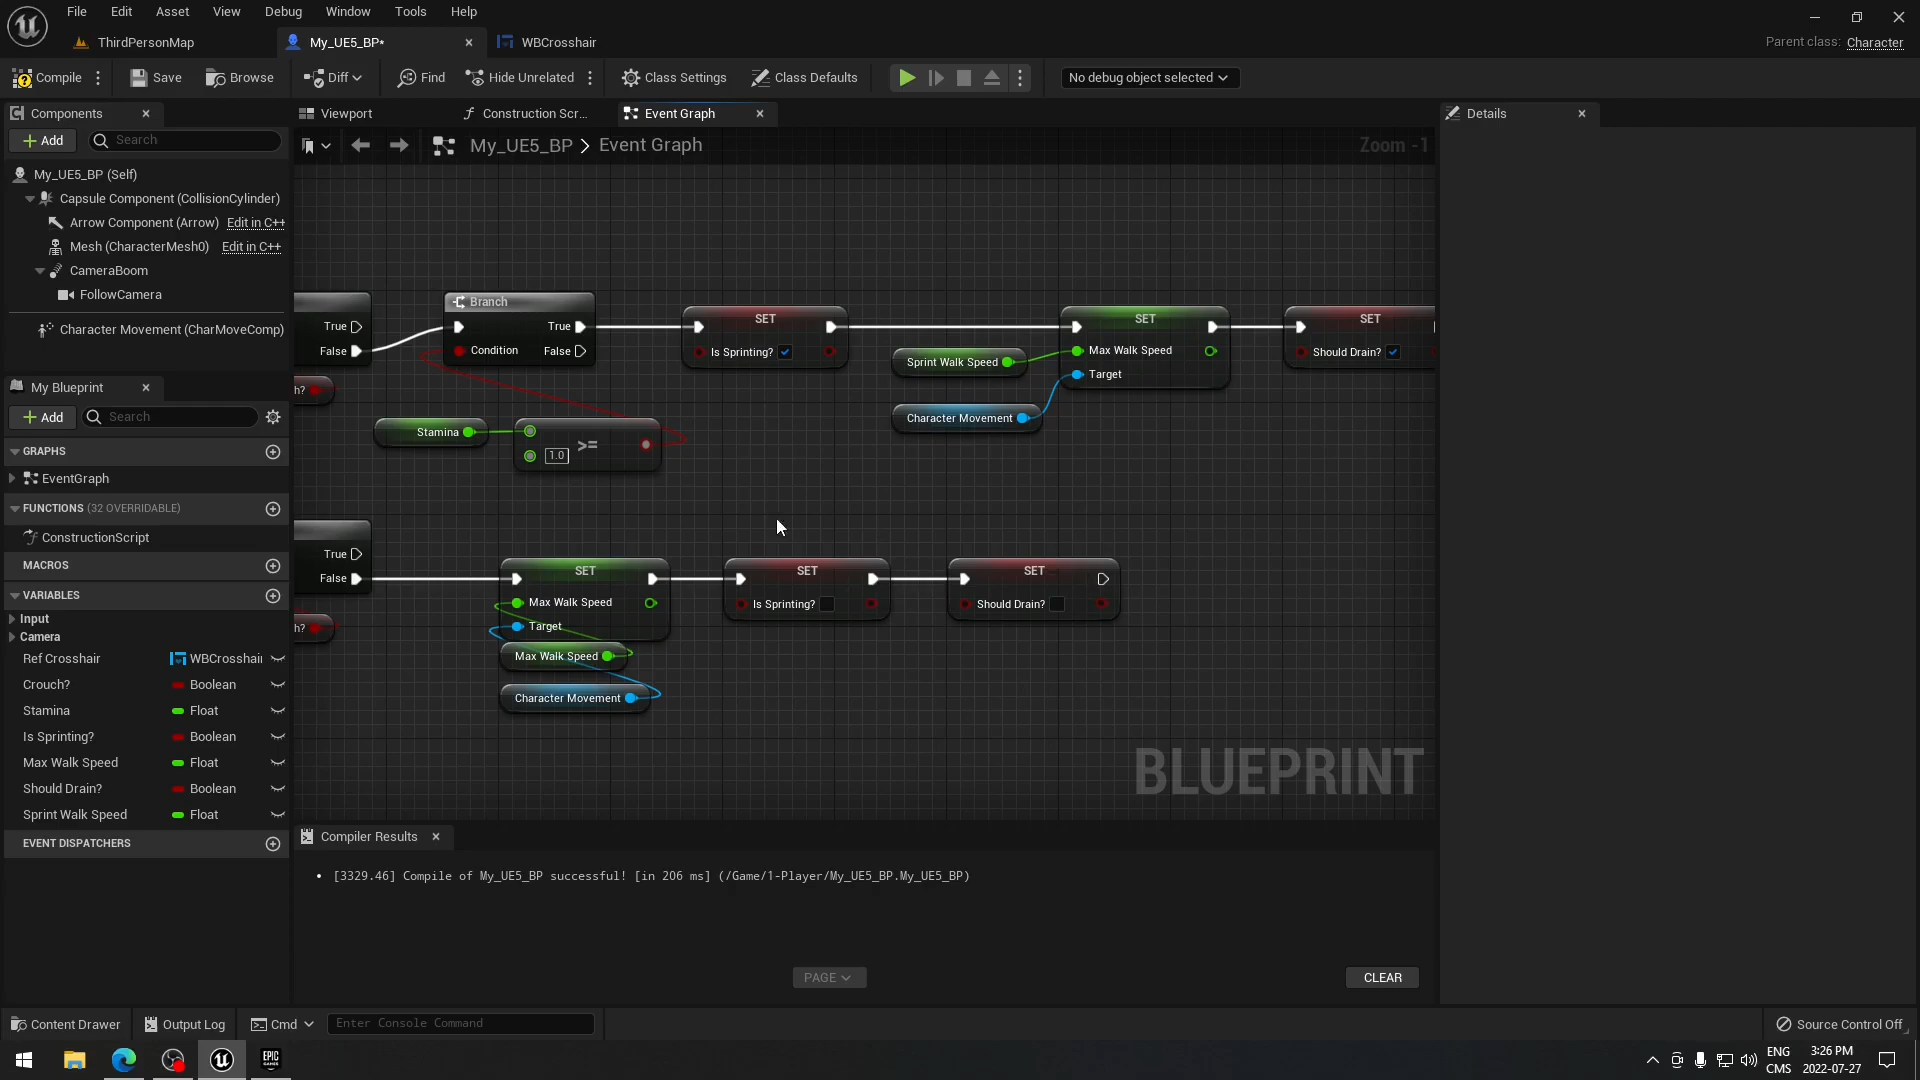 File Edit Asset View Debug Window Tools Help
ThirdPersonMap My_UE5_BP* WBCrosshair
Parent class: Character
Compile Save Browse Diff Find Hide Unrelated Class Settings Class Defaults No debug object selected
Components
Add Search
My_UE5_BP (Self)
Capsule Component (CollisionCylinder)
Arrow Component (Arrow) Edit in C++
Mesh (CharacterMesh0) Edit in C++
CameraBoom
FollowCamera
Character Movement (CharMoveComp)
My Blueprint
Add Search
GRAPHS
EventGraph
FUNCTIONS (32 OVERRIDABLE)
ConstructionScript
MACROS
VARIABLES
Input
Camera
Ref Crosshair WBCrosshair
Crouch? Boolean
Stamina Float
Is Sprinting? Boolean
Max Walk Speed Float
Should Drain? Boolean
Sprint Walk Speed Float
EVENT DISPATCHERS
Viewport Construction Scr... Event Graph
My_UE5_BP > Event Graph
Zoom -1
True
False
h?
Branch
True
Condition False
Stamina
1.0 >=
SET
Is Sprinting?
Sprint Walk Speed
Character Movement
SET
Max Walk Speed
Target
SET
Should Drain?
True
False
h?
SET
Max Walk Speed
Target
Max Walk Speed
Character Movement
SET
Is Sprinting?
SET
Should Drain?
BLUEPRINT
Compiler Results
[3329.46] Compile of My_UE5_BP successful! [in 206 ms] (/Game/1-Player/My_UE5_BP.My_UE5_BP)
PAGE CLEAR
Details
Content Drawer Output Log Cmd Enter Console Command
Source Control Off
EPIC
GAMES
ENG
CMS
3:26 PM
2022-07-27